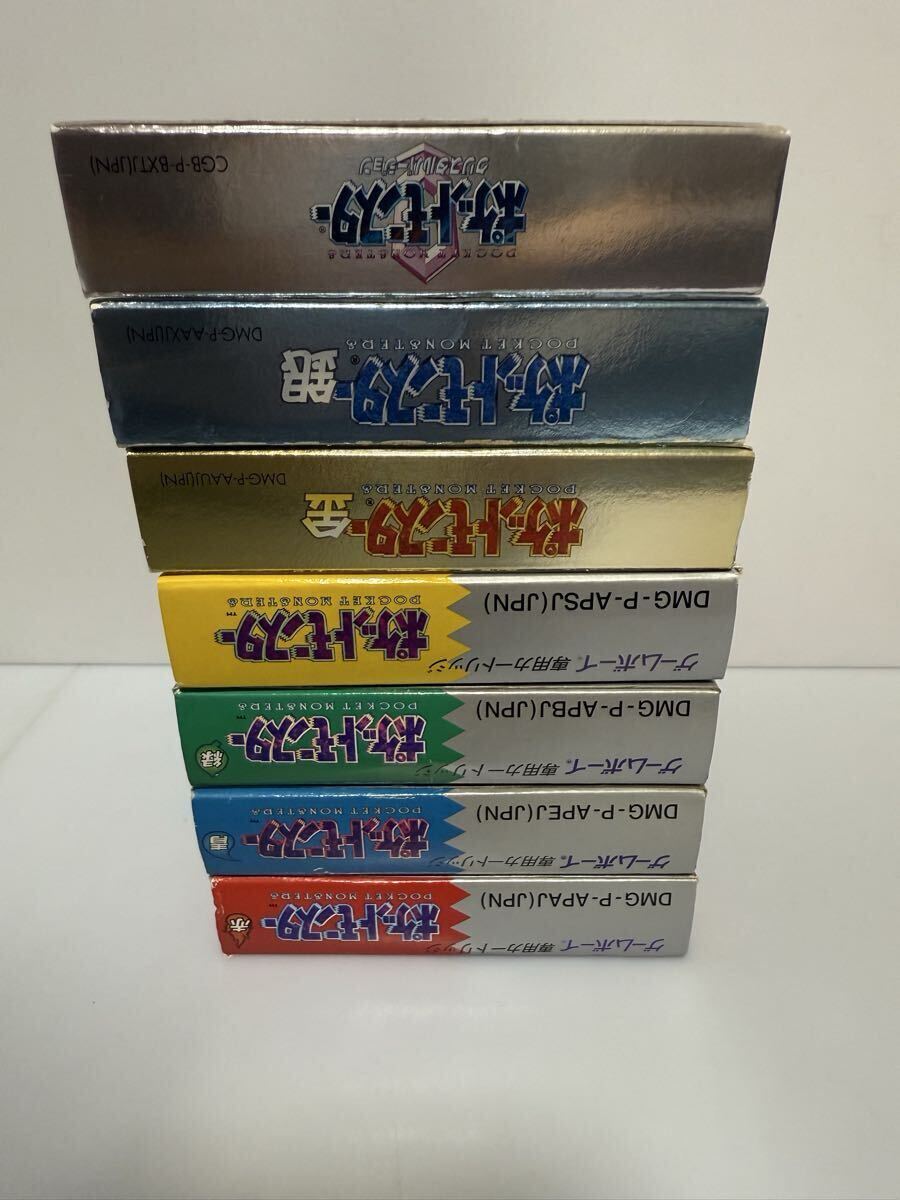 ポケットモンスター®
クリスタルバージョン
POCKET MONSTERS
CGB-P-BXTJ(JPN)
ポケットモンスター銀®
POCKET MONSTERS
DMG-P-AAXJ(JPN)
ポケットモンスター金®
POCKET MONSTERS
DMG-P-AAUJ(JPN)
ゲームボーイ®専用カートリッジ
DMG-P-APSJ(JPN)
ポケットモンスター™
POCKET MONSTERS
ゲームボーイ®専用カートリッジ
DMG-P-APBJ(JPN)
ポケットモンスター™
POCKET MONSTERS
緑
ゲームボーイ®専用カートリッジ
DMG-P-APEJ(JPN)
ポケットモンスター™
POCKET MONSTERS
青
ゲームボーイ®専用カートリッジ
DMG-P-APAJ(JPN)
ポケットモンスター™
POCKET MONSTERS
赤